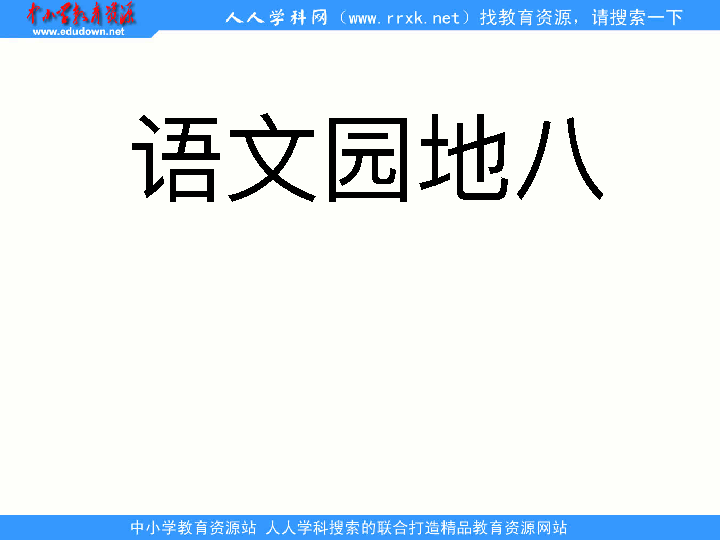 中小学教育资源
www.edudown.net
人人学科网（www.rrxk.net）找教育资源，请搜索一下
语文园地八
中小学教育资源站 人人学科搜索的联合打造精品教育资源网站